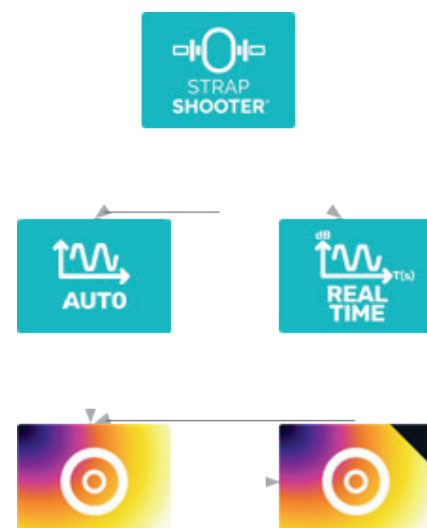 STRAP
SHOOTER®
AUTO
dB
T(s)
REAL
TIME